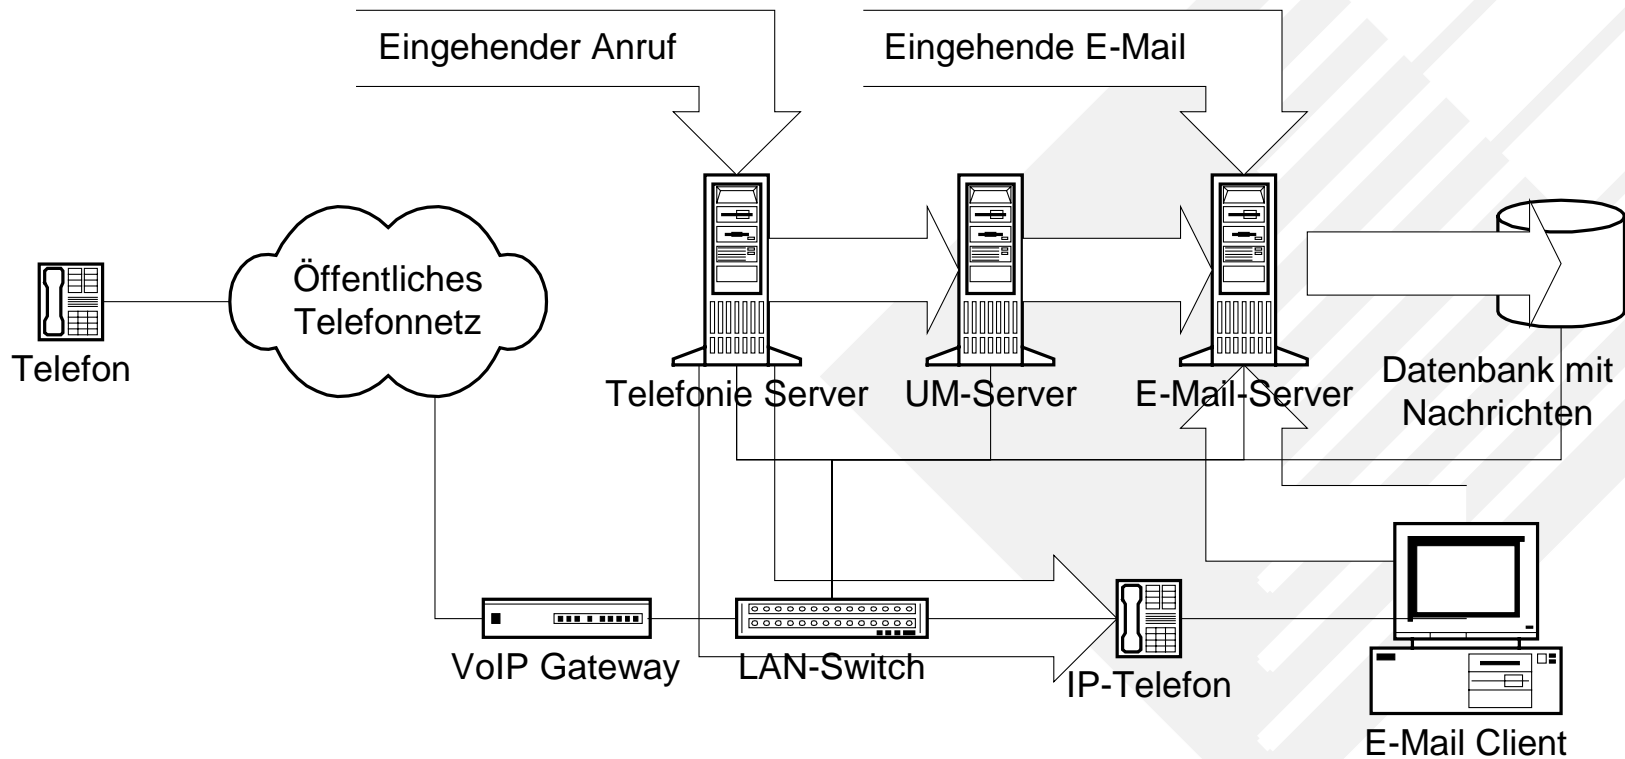 Eingehender Anruf
Eingehende E-Mail
Öffentliches
Telefonnetz
Telefon
Telefonie Server
UM-Server
E-Mail-Server
Datenbank mit
Nachrichten
VoIP Gateway
LAN-Switch
IP-Telefon
E-Mail Client